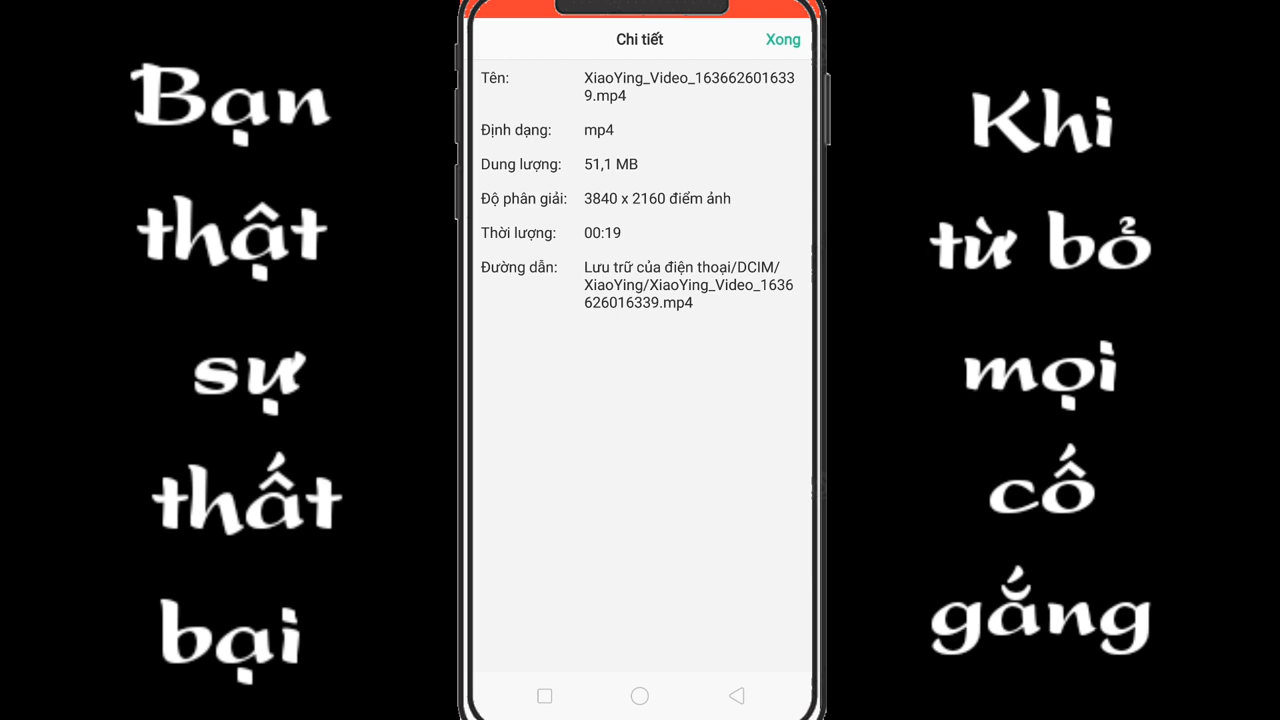 Bạn
thật
sự
thất
bại
Chi tiết
Xong
Tên: XiaoYing_Video_163662601633
9.mp4
Định dạng: mp4
Dung lượng: 51,1 MB
Độ phân giải: 3840 x 2160 điểm ảnh
Thời lượng: 00:19
Đường dẫn: Lưu trữ của điện thoại/DCIM/
XiaoYing/XiaoYing_Video_1636
626016339.mp4
Khi
từ bỏ
mọi
cố
gắng